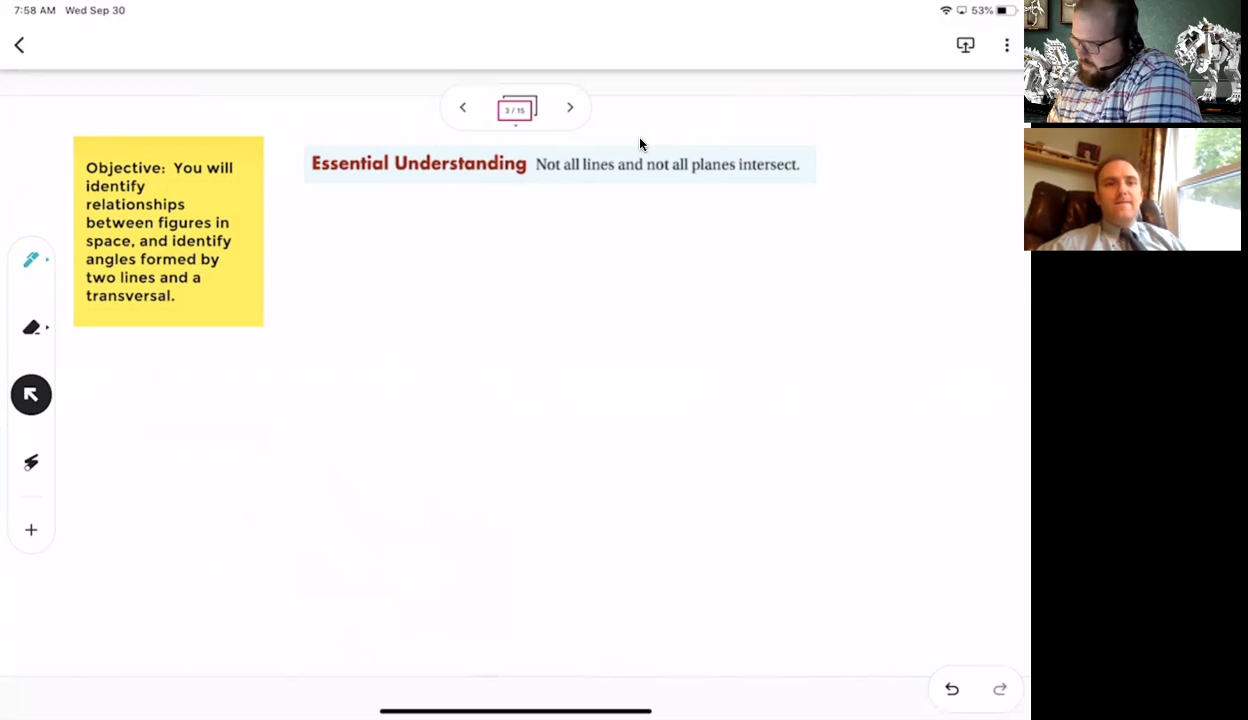 7:58 AM Wed Sep 30
53%
3 / 15
Objective: You will
identify
relationships
between figures in
space, and identify
angles formed by
two lines and a
transversal.
Essential Understanding Not all lines and not all planes intersect.